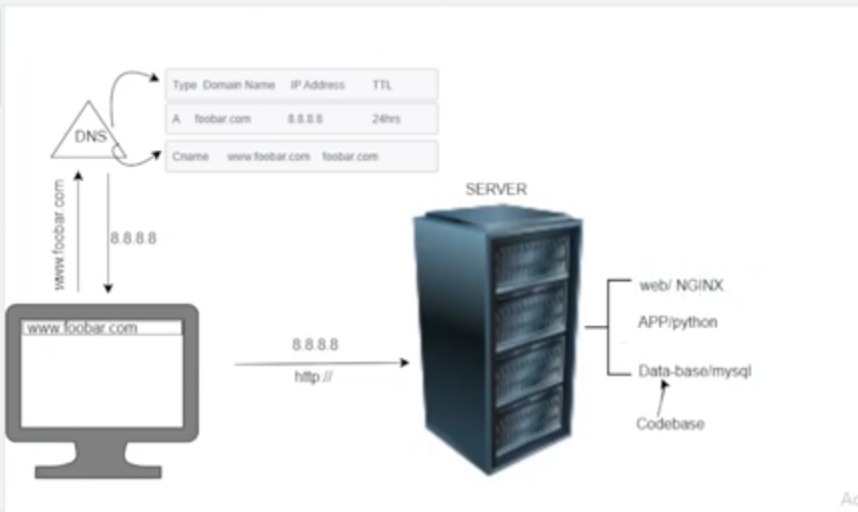 Type Domain Name IP Address TTL
A foobar.com 8.8.8.8 24hrs
Cname www.foobar.com foobar.com
DNS
www.foobar.com
8.8.8.8
www.foobar.com
8.8.8.8
http://
SERVER
web/ NGINX
APP/python
Data-base/mysql
Codebase